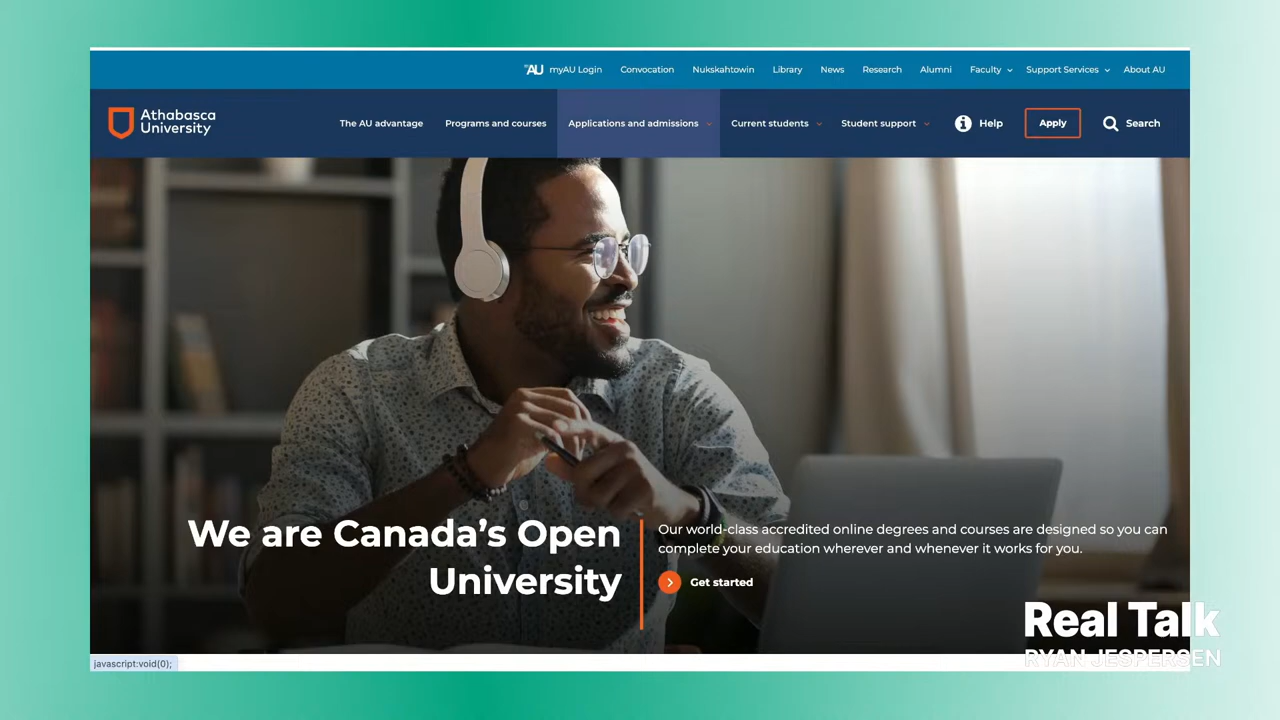 AU myAU Login Convocation Nukskahtowin Library News Research Alumni Faculty Support Services About AU
Athabasca
University
The AU advantage Programs and courses Applications and admissions Current students Student support Help Apply Search
We are Canada's Open
University
Our world-class accredited online degrees and courses are designed so you can
complete your education wherever and whenever it works for you.
Get started
Real Talk
RYAN JESPERSEN
javascript:void(0);